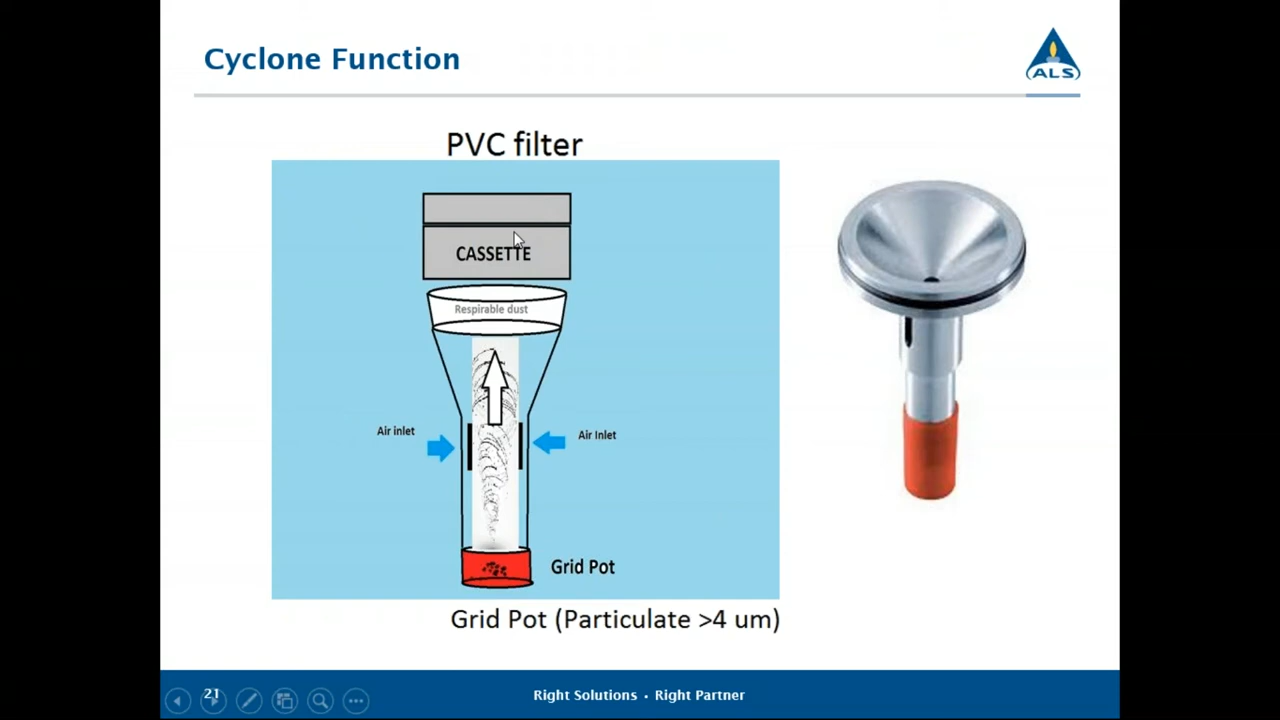 Cyclone Function
ALS
PVC filter
CASSETTE
Respirable dust
Air inlet
Air Inlet
Grid Pot
Grid Pot (Particulate >4 um)
21
Right Solutions • Right Partner